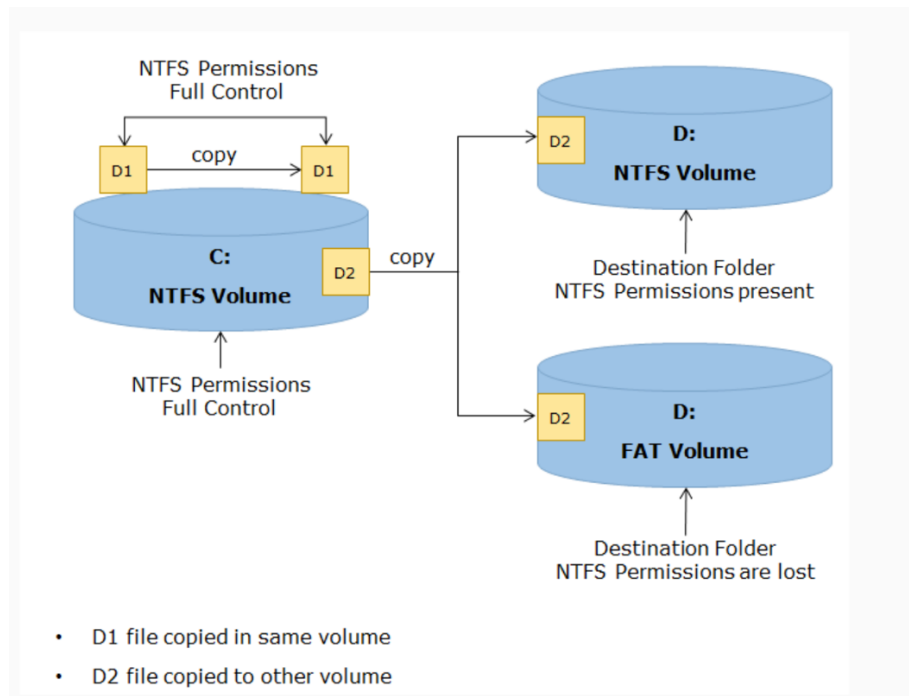 NTFS Permissions
Full Control
D1
copy
D1
C:
NTFS Volume
D2
copy
NTFS Permissions
Full Control
D2
D:
NTFS Volume
Destination Folder
NTFS Permissions present
D2
D:
FAT Volume
Destination Folder
NTFS Permissions are lost
• D1 file copied in same volume
• D2 file copied to other volume